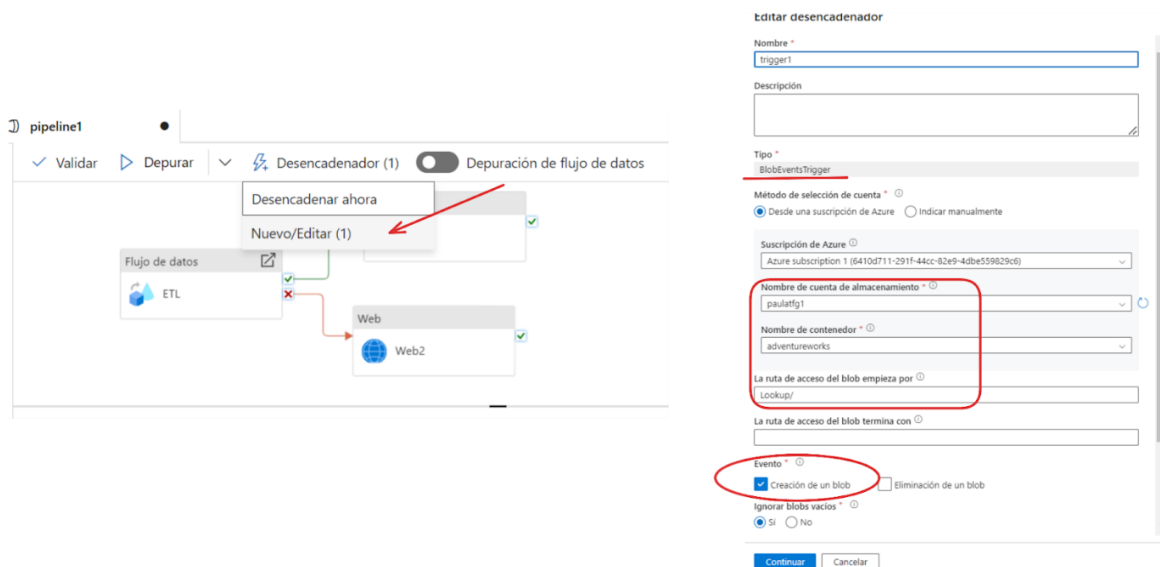 pipeline1
Validar
Depurar
Desencadenador (1)
Depuración de flujo de datos
Desencadenar ahora
Nuevo/Editar (1)
Flujo de datos
ETL
Web
Web2
Editar desencadenador
Nombre *
trigger1
Descripción
Tipo *
BlobEventsTrigger
Método de selección de cuenta *
Desde una suscripción de Azure
Indicar manualmente
Suscripción de Azure
Azure subscription 1 (6410d711-291f-44cc-82e9-4dbe559829c6)
Nombre de cuenta de almacenamiento *
paulatfg1
Nombre de contenedor *
adventureworks
La ruta de acceso del blob empieza por
Lookup/
La ruta de acceso del blob termina con
Evento *
Creación de un blob
Eliminación de un blob
Ignorar blobs vacíos *
Sí
No
Continuar
Cancelar